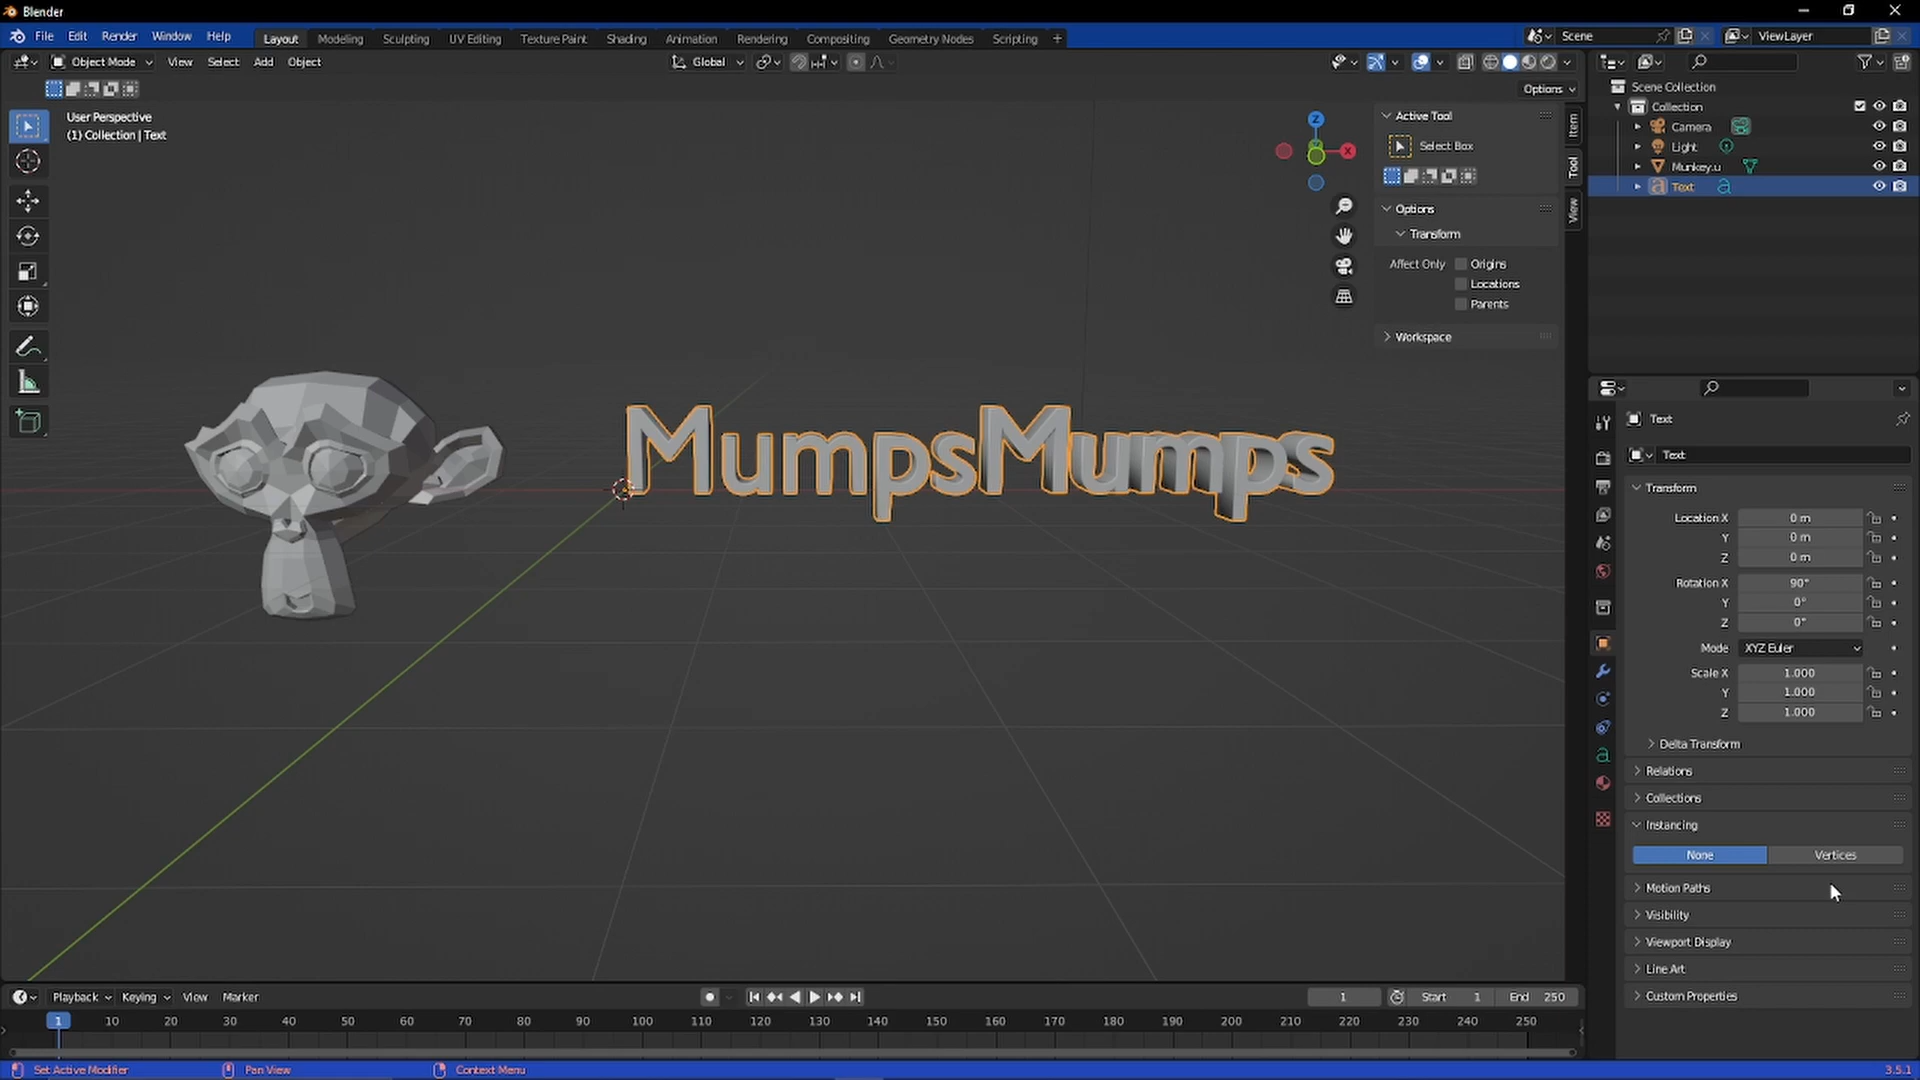 Blender
File Edit Render Window Help Layout Modeling Sculpting UV Editing Texture Paint Shading Animation Rendering Compositing Geometry Nodes Scripting + Scene ViewLayer
Object Mode View Select Add Object Global
Options
User Perspective
(1) Collection | Text
Z
X
Active Tool
Select Box
Options
Transform
Affect Only Origins
Locations
Parents
Workspace
Item
Tool
View
MumpsMumps
Scene Collection
Collection
Camera
Light
Munkey.u
Text
Text
Text
Transform
Location X 0 m
Y 0 m
Z 0 m
Rotation X 90°
Y 0°
Z 0°
Mode XYZ Euler
Scale X 1.000
Y 1.000
Z 1.000
Delta Transform
Relations
Collections
Instancing
None Vertices
Motion Paths
Visibility
Viewport Display
Line Art
Custom Properties
Playback Keying View Marker 1 Start 1 End 250
1 10 20 30 40 50 60 70 80 90 100 110 120 130 140 150 160 170 180 190 200 210 220 230 240 250
Set Active Modifier Pan View Context Menu 3.5.1